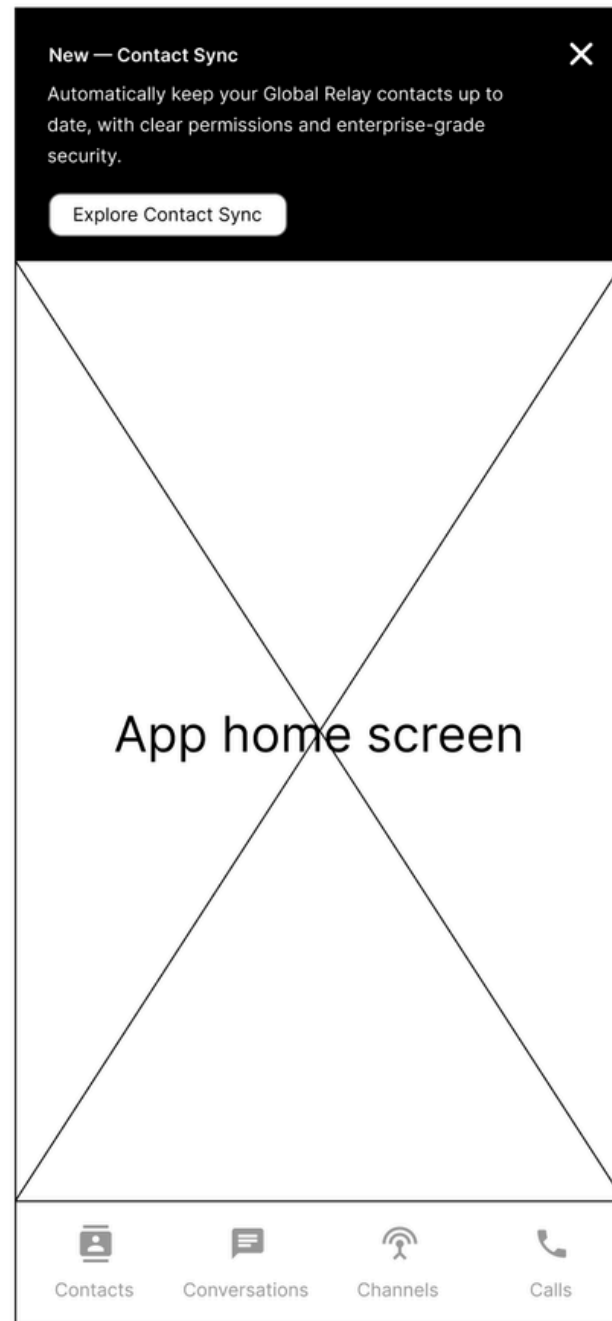 New — Contact Sync
Automatically keep your Global Relay contacts up to
date, with clear permissions and enterprise-grade
security.
Explore Contact Sync
App home screen
Contacts
Conversations
Channels
Calls